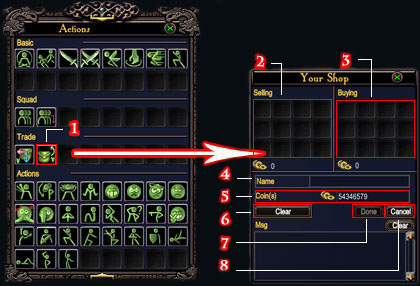 Actions
Basic
Squad
1
Trade
Actions
2
3
Your Shop
Selling
Buying
0
0
4
Name
5
Coin(s)
54346579
6
Clear
Done
Cancel
Msg
Clear
7
8